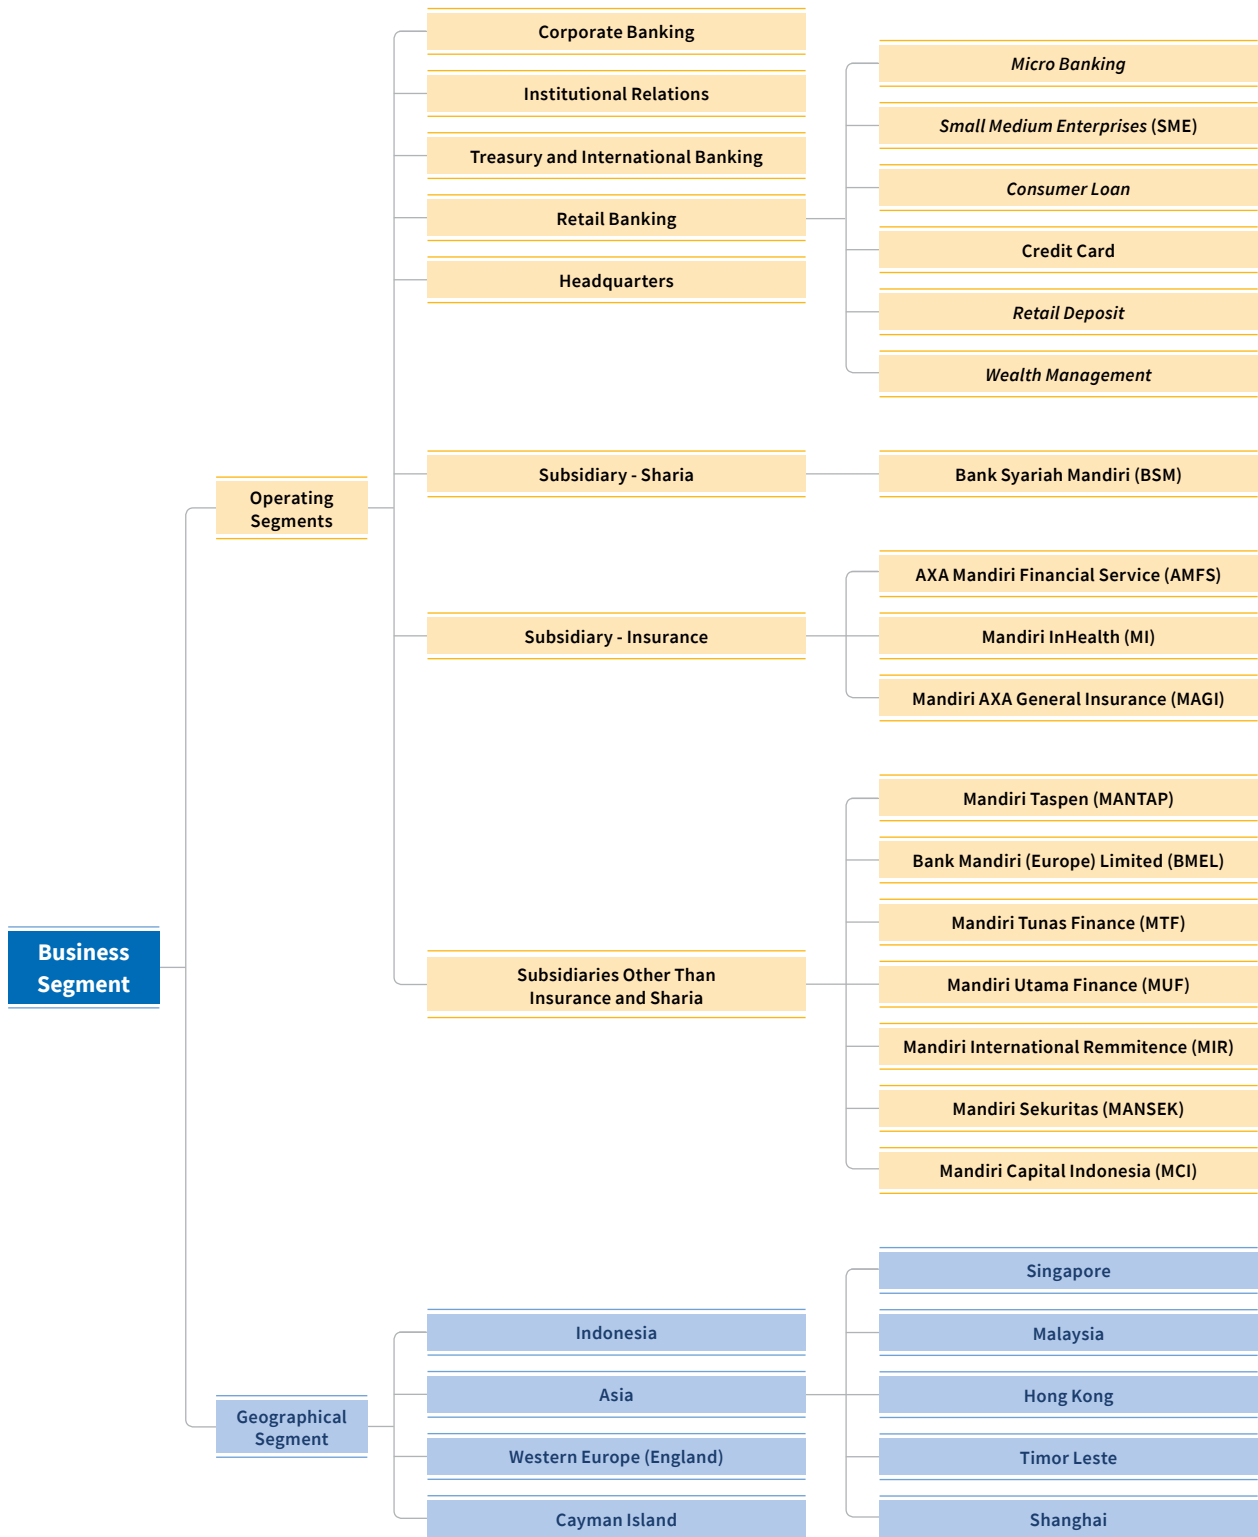 Business
Segment
Operating
Segments
Corporate Banking
Institutional Relations
Treasury and International Banking
Retail Banking
Headquarters
Micro Banking
Small Medium Enterprises (SME)
Consumer Loan
Credit Card
Retail Deposit
Wealth Management
Subsidiary - Sharia
Bank Syariah Mandiri (BSM)
Subsidiary - Insurance
AXA Mandiri Financial Service (AMFS)
Mandiri InHealth (MI)
Mandiri AXA General Insurance (MAGI)
Subsidiaries Other Than
Insurance and Sharia
Mandiri Taspen (MANTAP)
Bank Mandiri (Europe) Limited (BMEL)
Mandiri Tunas Finance (MTF)
Mandiri Utama Finance (MUF)
Mandiri International Remmitence (MIR)
Mandiri Sekuritas (MANSEK)
Mandiri Capital Indonesia (MCI)
Geographical
Segment
Indonesia
Asia
Western Europe (England)
Cayman Island
Singapore
Malaysia
Hong Kong
Timor Leste
Shanghai